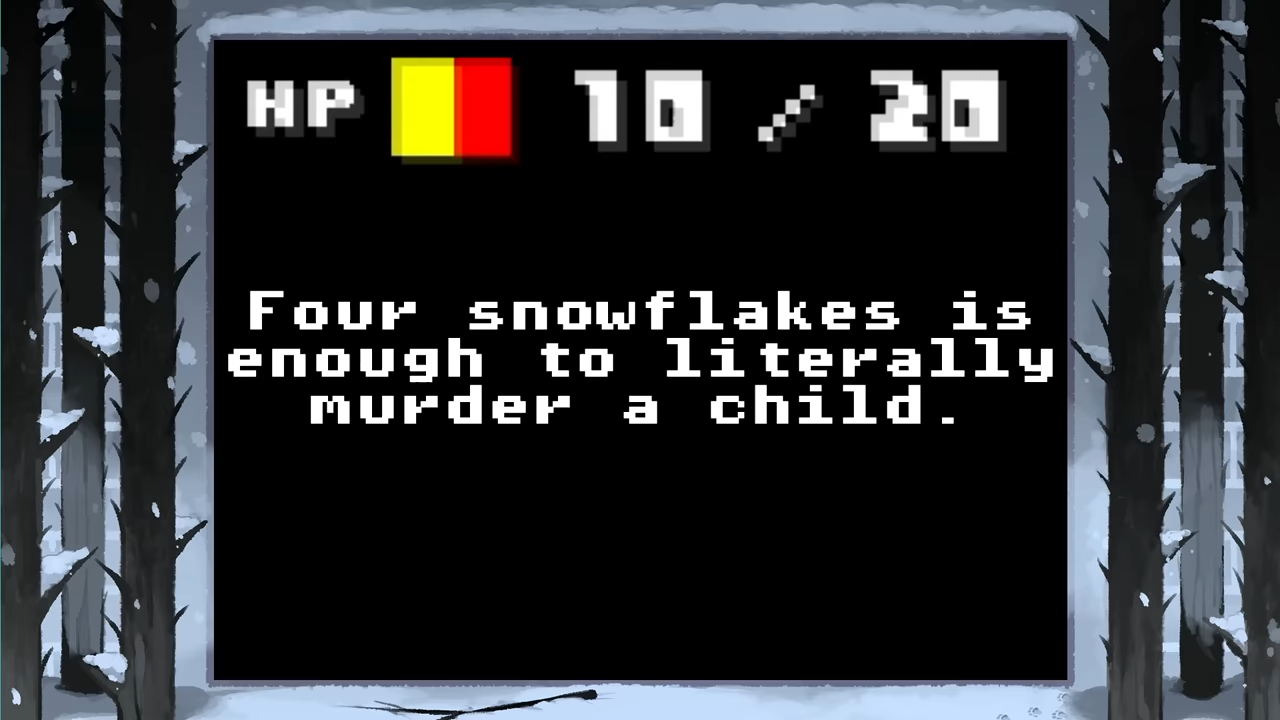 HP 10 / 20
Four snowflakes is
enough to literally
murder a child.